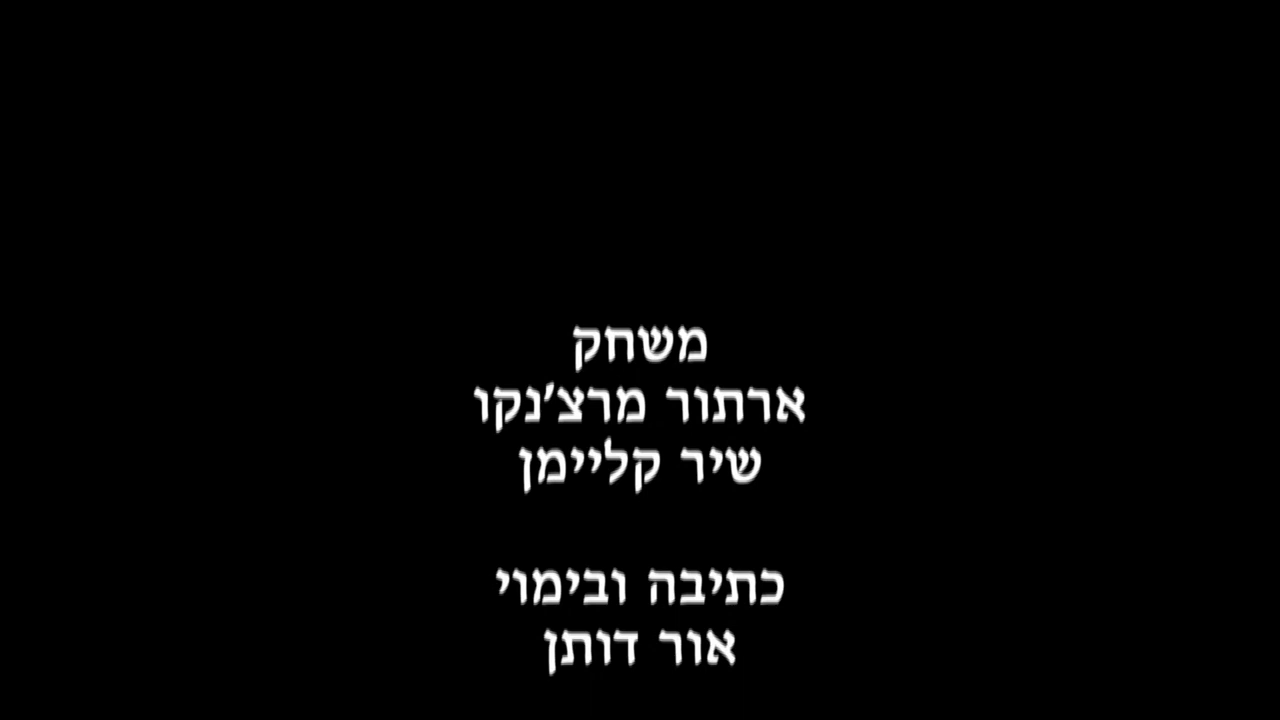 משחק
ארתור מרצ'נקו
שיר קליימן
כתיבה ובימוי
אור דותן